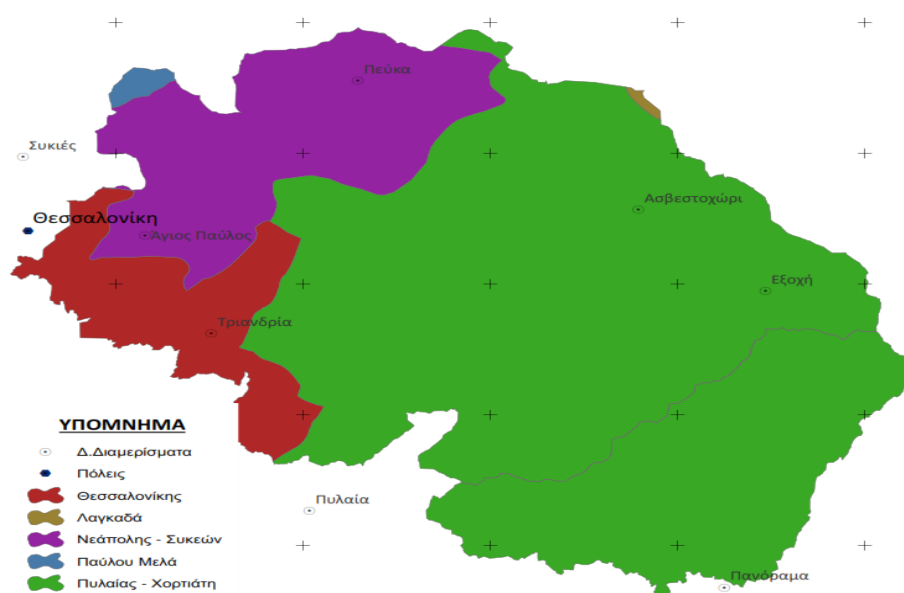 Πεύκα
Συκιές
Ασβεστοχώρι
Θεσσαλονίκη
Άγιος Παύλος
Εξοχή
Τριανδρία
ΥΠΟΜΝΗΜΑ
Δ.Διαμερίσματα
Πόλεις
Θεσσαλονίκης
Λαγκαδά
Νεάπολης - Συκεών
Παύλου Μελά
Πυλαίας - Χορτιάτη
Πυλαία
Πανόραμα